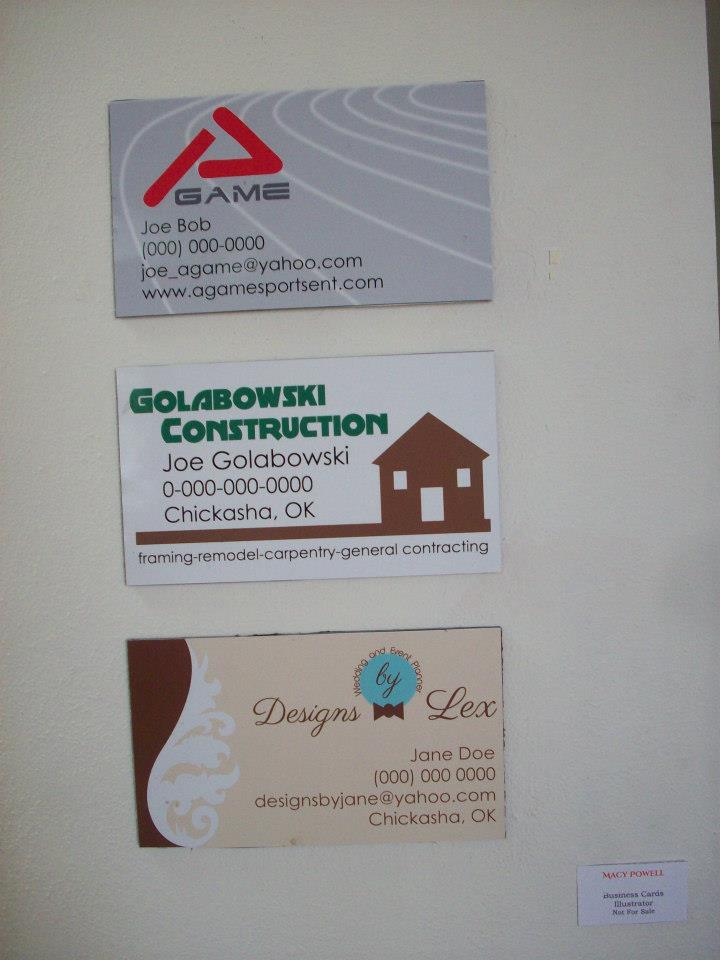 GAME
Joe Bob
(000) 000-0000
joe_agame@yahoo.com
www.agamesportsent.com
GOLABOWSKI
CONSTRUCTION
Joe Golabowski
0-000-000-0000
Chickasha, OK
framing-remodel-carpentry-general contracting
Wedding and Event Planner
Designs by Lex
Jane Doe
(000) 000 0000
designsbyjane@yahoo.com
Chickasha, OK
MACY POWELL
Business Cards
Illustrator
Not For Sale